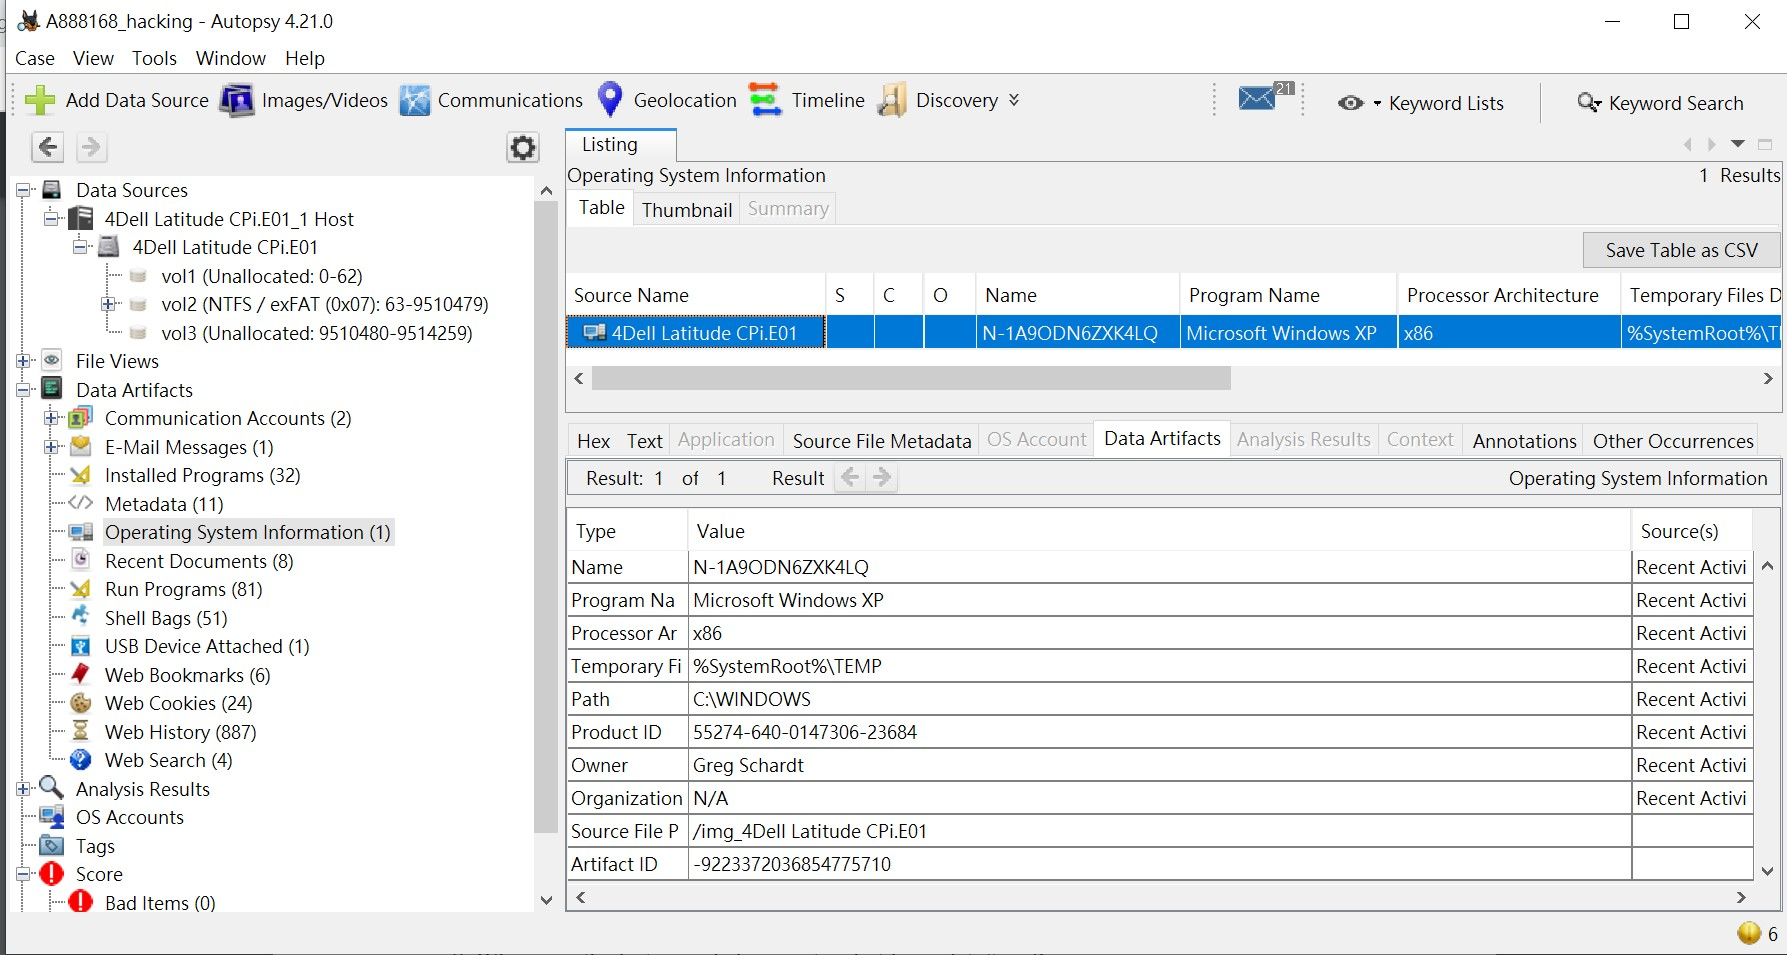 A888168_hacking - Autopsy 4.21.0
Case View Tools Window Help
Add Data Source Images/Videos Communications Geolocation Timeline Discovery 21 Keyword Lists Keyword Search
Data Sources
4Dell Latitude CPi.E01_1 Host
4Dell Latitude CPi.E01
vol1 (Unallocated: 0-62)
vol2 (NTFS / exFAT (0x07): 63-9510479)
vol3 (Unallocated: 9510480-9514259)
File Views
Data Artifacts
Communication Accounts (2)
E-Mail Messages (1)
Installed Programs (32)
Metadata (11)
Operating System Information (1)
Recent Documents (8)
Run Programs (81)
Shell Bags (51)
USB Device Attached (1)
Web Bookmarks (6)
Web Cookies (24)
Web History (887)
Web Search (4)
Analysis Results
OS Accounts
Tags
Score
Bad Items (0)
Listing
Operating System Information 1 Results
Table Thumbnail Summary
Save Table as CSV
Source Name S C O Name Program Name Processor Architecture Temporary Files D
4Dell Latitude CPi.E01 N-1A9ODN6ZXK4LQ Microsoft Windows XP x86 %SystemRoot%\TE
Hex Text Application Source File Metadata OS Account Data Artifacts Analysis Results Context Annotations Other Occurrences
Result: 1 of 1 Result Operating System Information
Type Value Source(s)
Name N-1A9ODN6ZXK4LQ Recent Activi
Program Na Microsoft Windows XP Recent Activi
Processor Ar x86 Recent Activi
Temporary Fi %SystemRoot%\TEMP Recent Activi
Path C:\WINDOWS Recent Activi
Product ID 55274-640-0147306-23684 Recent Activi
Owner Greg Schardt Recent Activi
Organization N/A Recent Activi
Source File P /img_4Dell Latitude CPi.E01
Artifact ID -9223372036854775710
6